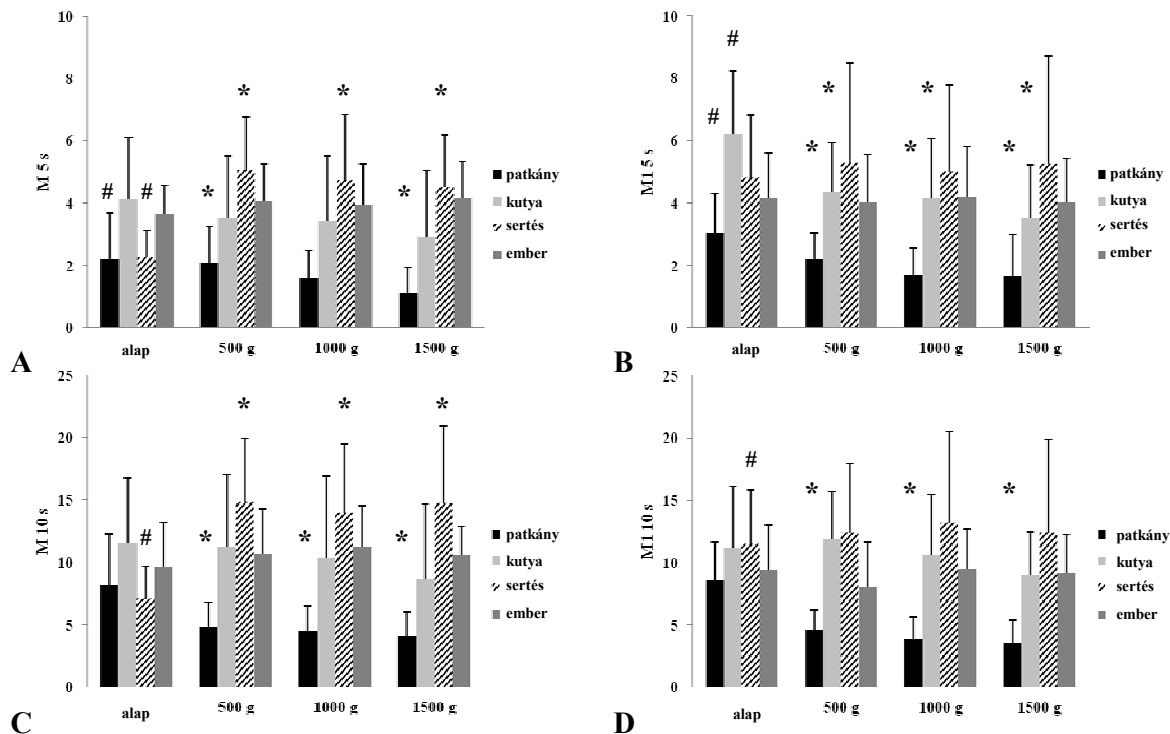 10
8
6
4
2
0
M 5 s
# #
* * * * *
patkány
kutya
sertés
ember
alap 500 g 1000 g 1500 g
A
10
8
6
4
2
0
M1 5 s
# #
* * * * * *
patkány
kutya
sertés
ember
alap 500 g 1000 g 1500 g
B
25
20
15
10
5
0
M 10 s
#
* * * * * *
patkány
kutya
sertés
ember
alap 500 g 1000 g 1500 g
C
25
20
15
10
5
0
M1 10 s
#
* * *
patkány
kutya
sertés
ember
alap 500 g 1000 g 1500 g
D